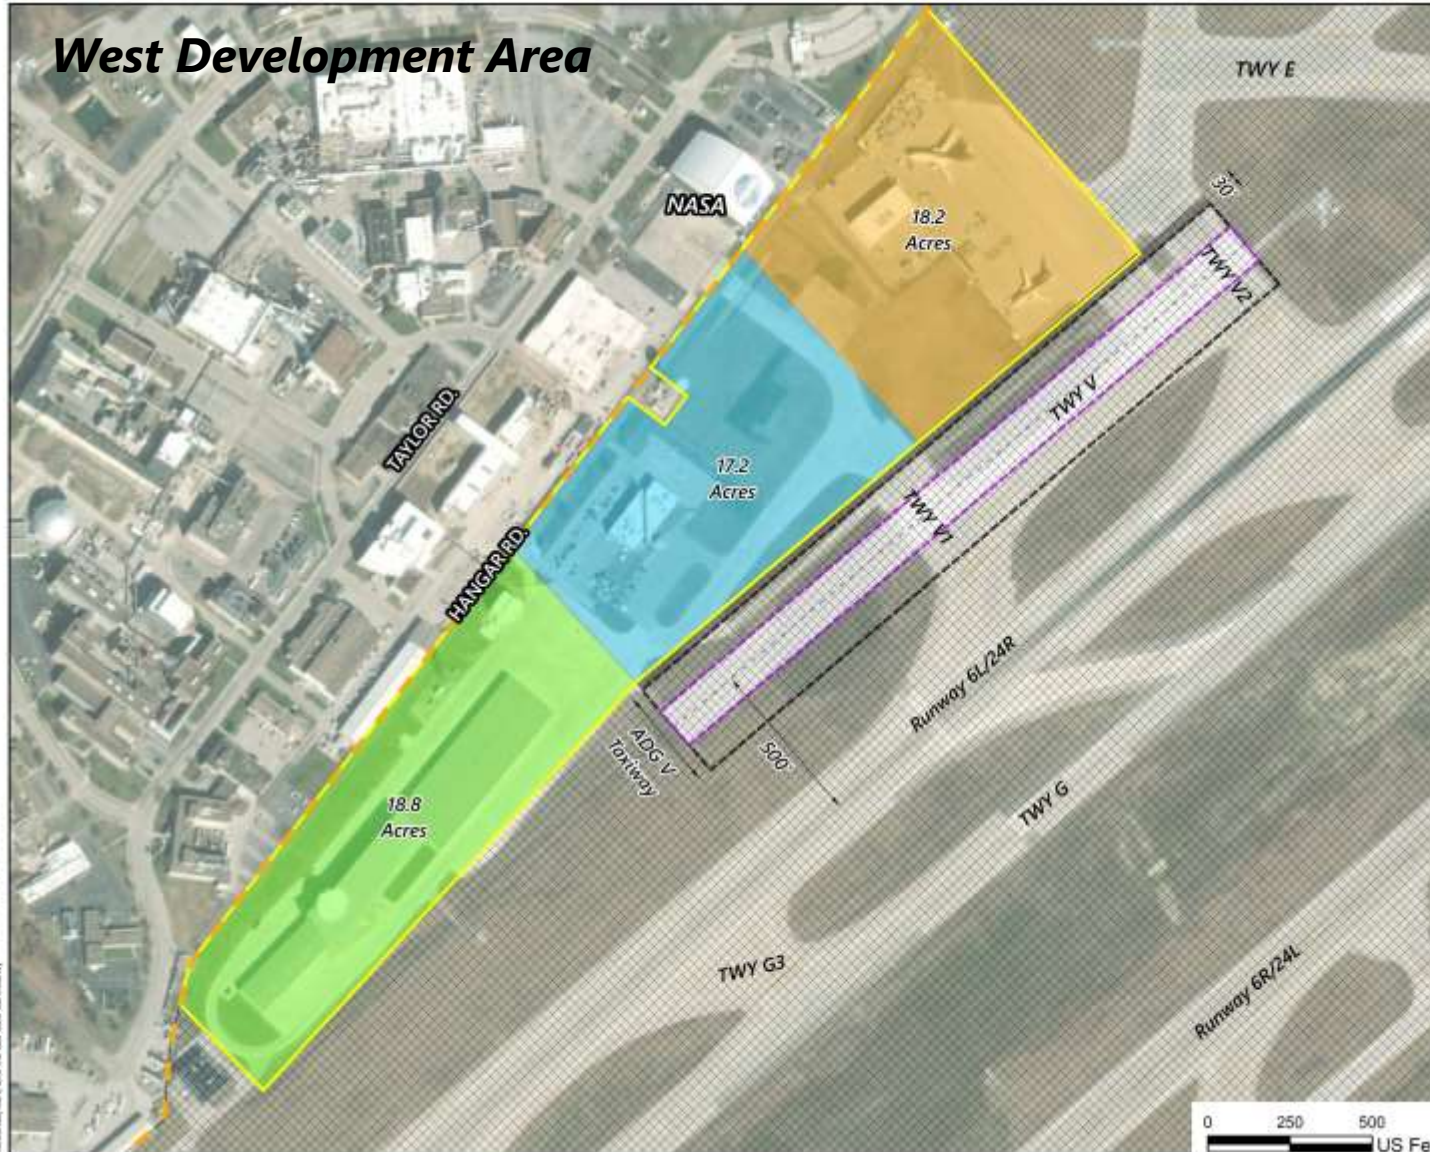 West Development Area
TWY E
NASA
30'
18.2
Acres
TWY V2
TWY V
TAYLOR RD.
17.2
Acres
TWY V1
HANGAR RD.
Runway 6L/24R
ADG V
Taxiway
500'
18.8
Acres
TWY G
TWY G3
Runway 6R/24L
0 250 500
US Fe